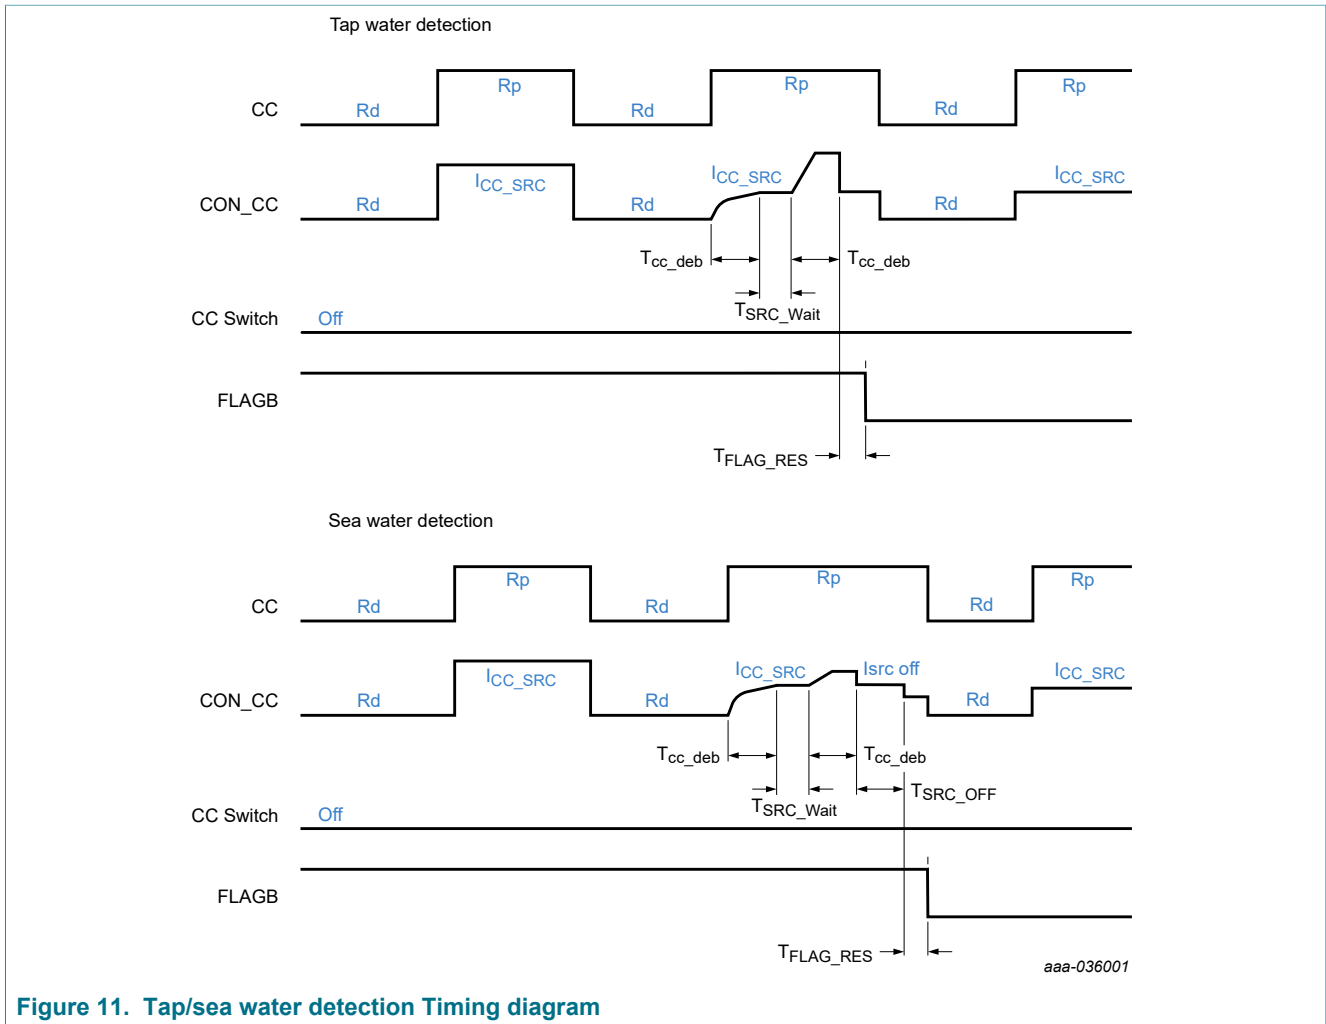 Tap water detection
CC
Rd
Rp
Rd
Rp
Rd
Rp
CON_CC
Rd
ICC_SRC
Rd
ICC_SRC
Rd
ICC_SRC
Tcc_deb
Tcc_deb
TSRC_Wait
CC Switch
Off
FLAGB
TFLAG_RES
Sea water detection
CC
Rd
Rp
Rd
Rp
Rd
Rp
CON_CC
Rd
ICC_SRC
Rd
ICC_SRC
Isrc off
Rd
ICC_SRC
Tcc_deb
Tcc_deb
TSRC_Wait
TSRC_OFF
CC Switch
Off
FLAGB
TFLAG_RES
aaa-036001
Figure 11. Tap/sea water detection Timing diagram